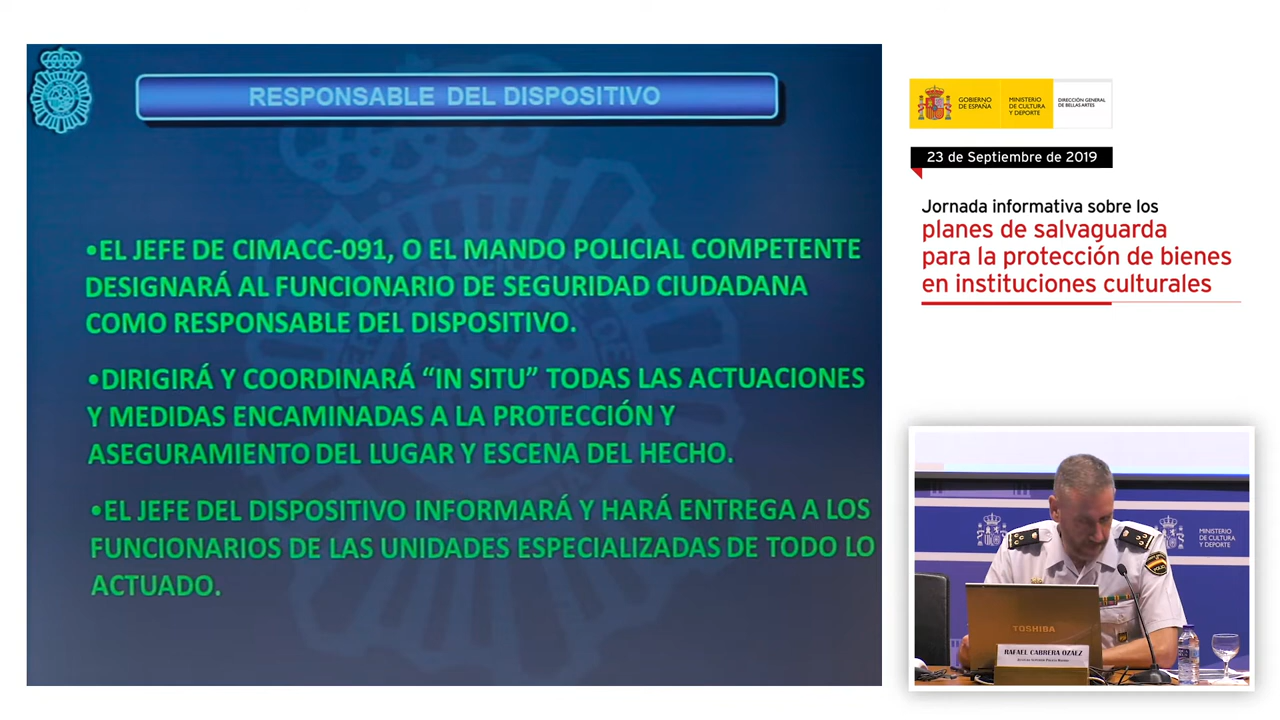 RESPONSABLE DEL DISPOSITIVO
•EL JEFE DE CIMACC-091, O EL MANDO POLICIAL COMPETENTE
DESIGNARÁ AL FUNCIONARIO DE SEGURIDAD CIUDADANA
COMO RESPONSABLE DEL DISPOSITIVO.
•DIRIGIRÁ Y COORDINARÁ “IN SITU” TODAS LAS ACTUACIONES
Y MEDIDAS ENCAMINADAS A LA PROTECCIÓN Y
ASEGURAMIENTO DEL LUGAR Y ESCENA DEL HECHO.
•EL JEFE DEL DISPOSITIVO INFORMARÁ Y HARÁ ENTREGA A LOS
FUNCIONARIOS DE LAS UNIDADES ESPECIALIZADAS DE TODO LO
ACTUADO.
GOBIERNO
DE ESPAÑA
MINISTERIO
DE CULTURA
Y DEPORTE
DIRECCIÓN GENERAL
DE BELLAS ARTES
23 de Septiembre de 2019
Jornada informativa sobre los
planes de salvaguarda
para la protección de bienes
en instituciones culturales
MINISTERIO
DE CULTURA
Y DEPORTE
TOSHIBA
RAFAEL CABRERA OZAEZ